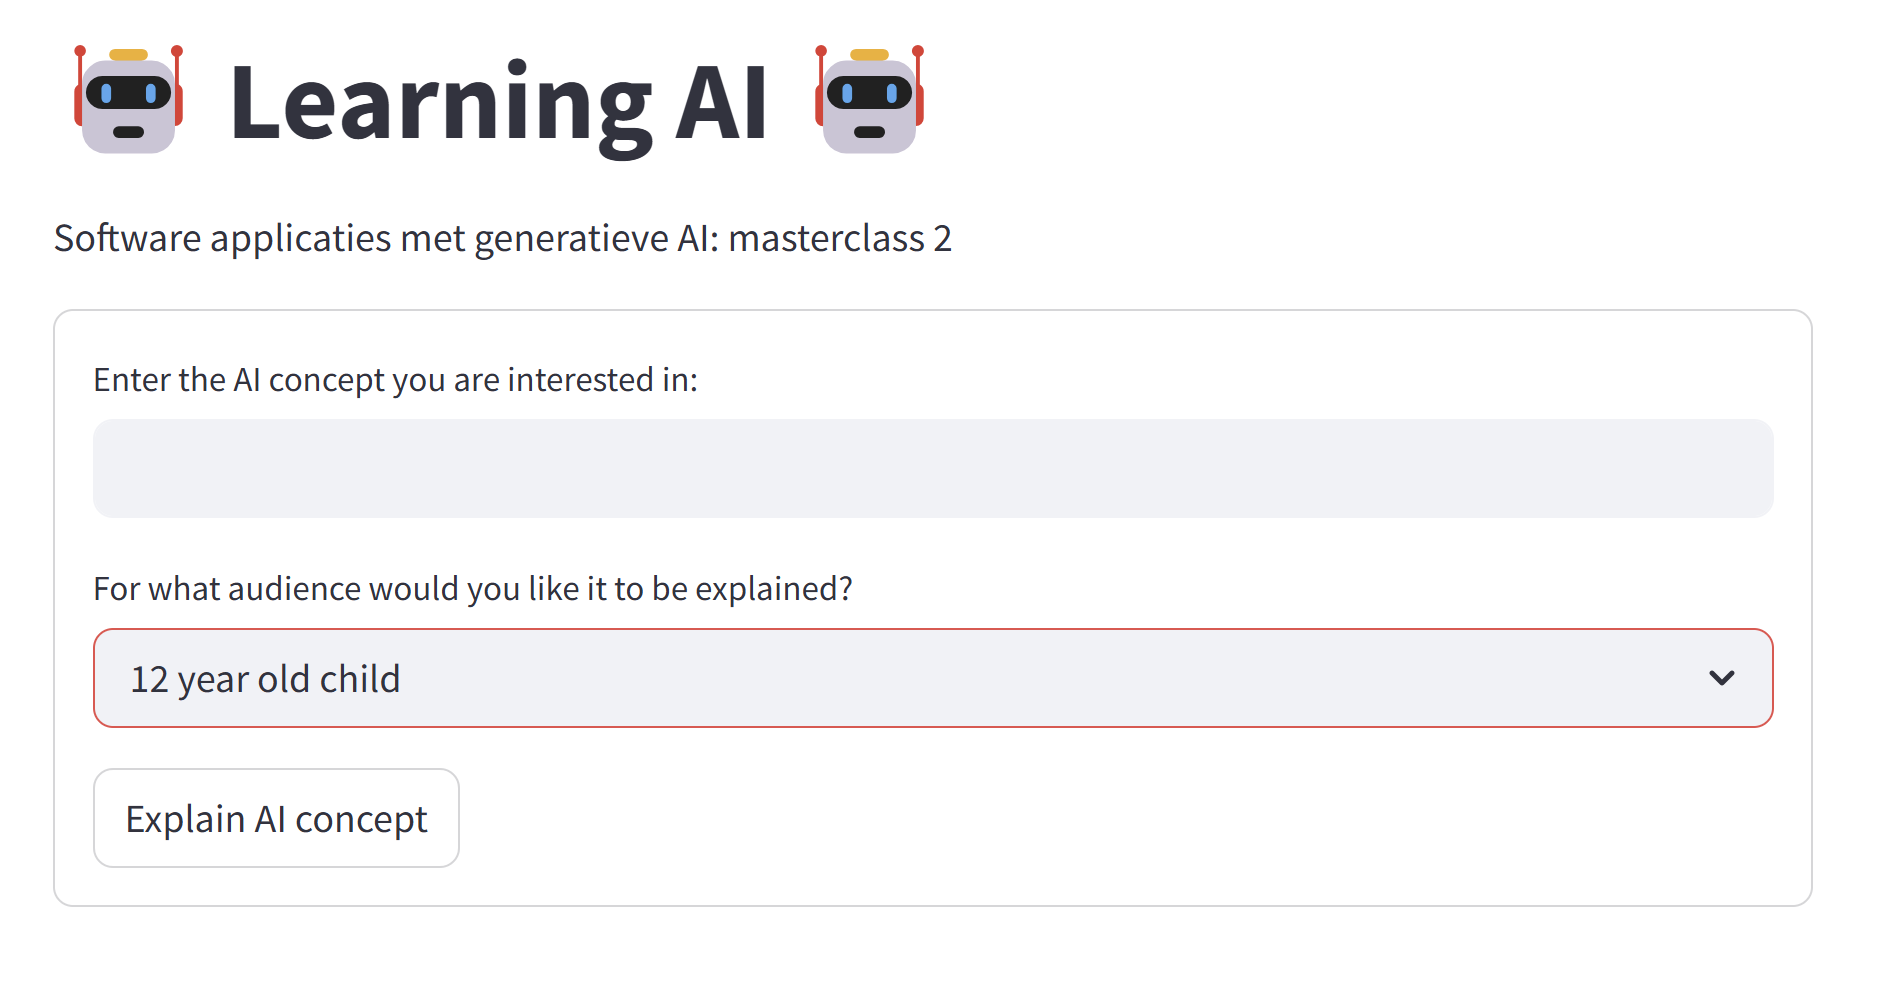 Learning AI
Software applicaties met generatieve AI: masterclass 2
Enter the AI concept you are interested in:
For what audience would you like it to be explained?
12 year old child
Explain AI concept